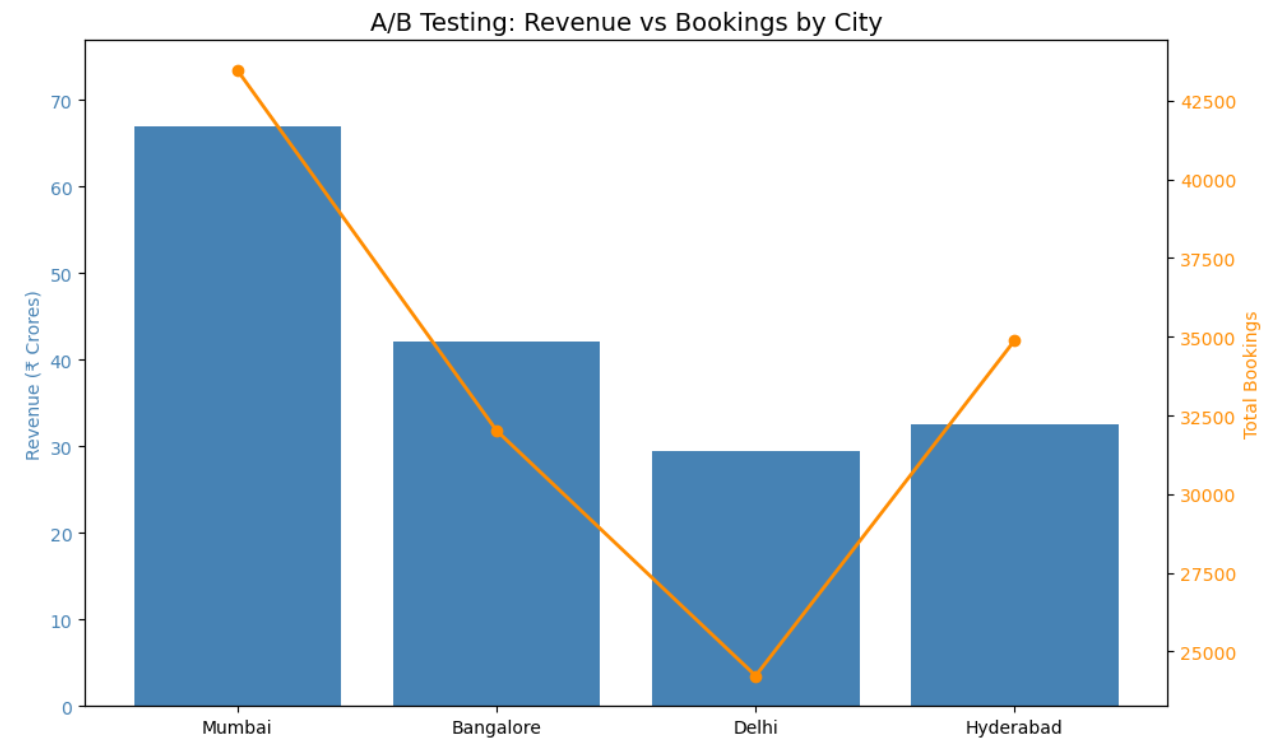 A/B Testing: Revenue vs Bookings by City
Revenue (₹ Crores)
70
60
50
40
30
20
10
0
42500
40000
37500
35000
32500
30000
27500
25000
Total Bookings
Mumbai
Bangalore
Delhi
Hyderabad